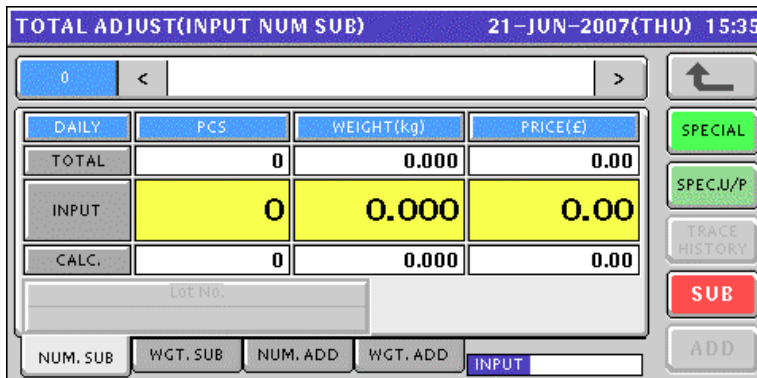 TOTAL ADJUST(INPUT NUM SUB) 21-JUN-2007(THU) 15:35
0 < >
DAILY PCS WEIGHT(kg) PRICE(£) SPECIAL
TOTAL 0 0.000 0.00
SPEC.U/P
INPUT 0 0.000 0.00
TRACE
HISTORY
CALC. 0 0.000 0.00
Lot No. SUB
NUM. SUB WGT. SUB NUM. ADD WGT. ADD INPUT ADD